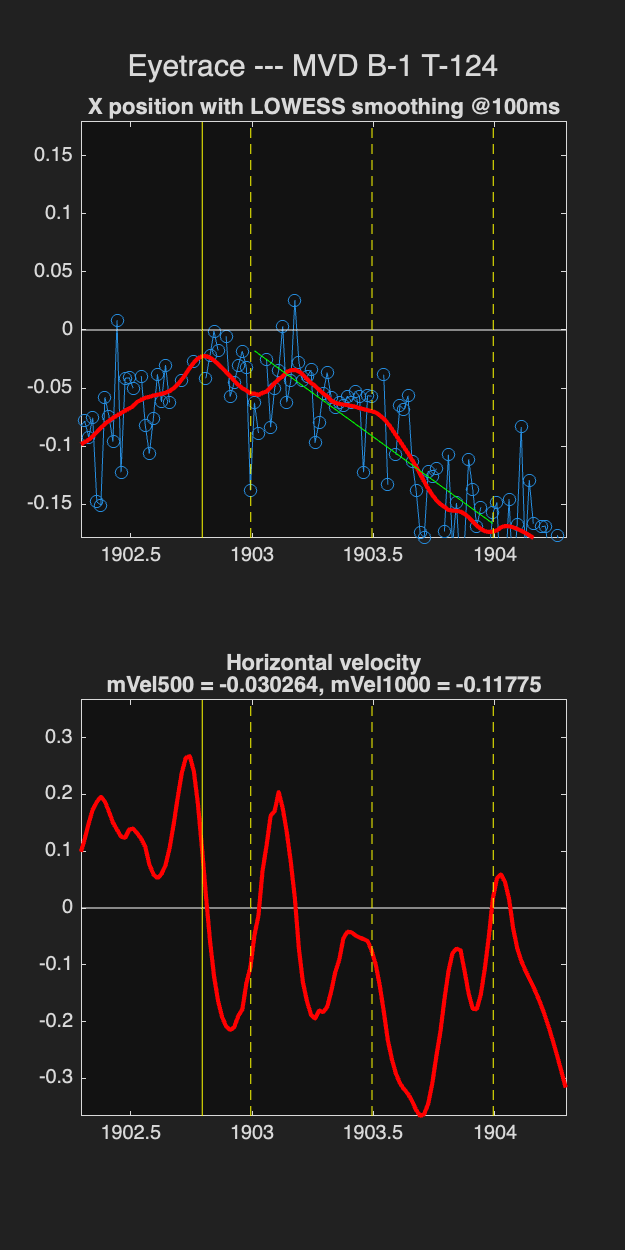 Eyetrace --- MVD B-1 T-124
X position with LOWESS smoothing @100ms
0.15
0.1
0.05
0
-0.05
-0.1
-0.15
1902.5 1903 1903.5 1904
Horizontal velocity
mVel500 = -0.030264, mVel1000 = -0.11775
0.3
0.2
0.1
0
-0.1
-0.2
-0.3
1902.5 1903 1903.5 1904